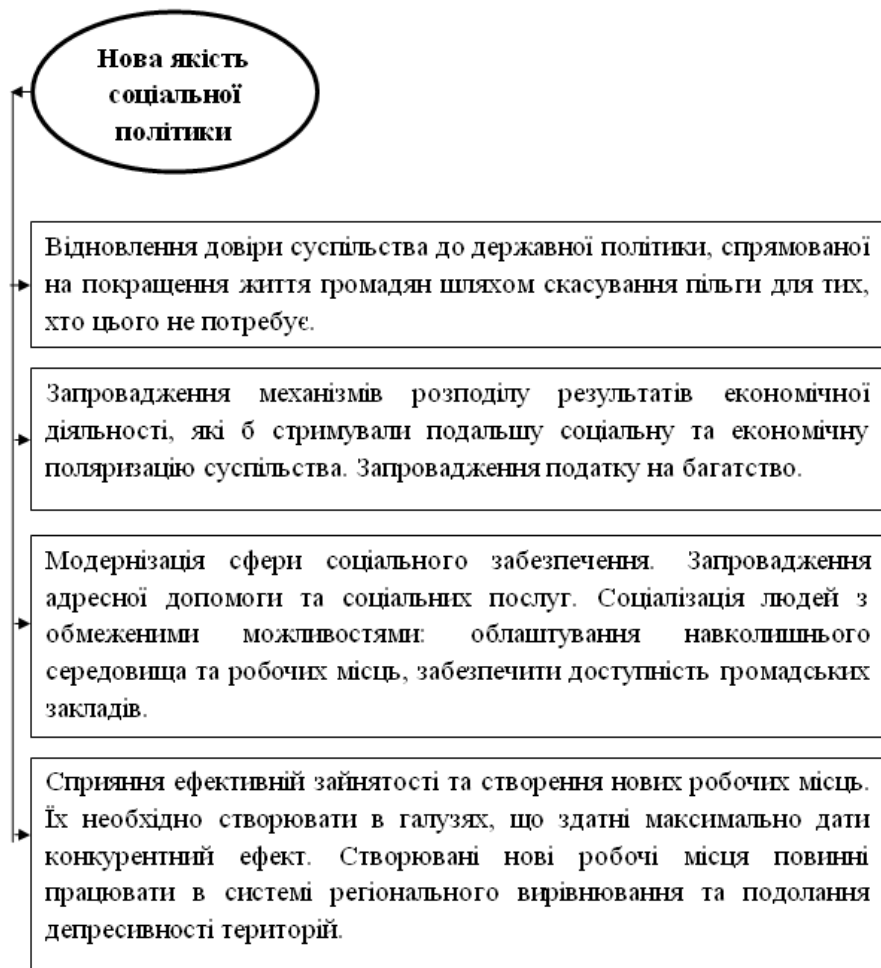 Нова якість
соціальної
політики
Відновлення довіри суспільства до державної політики, спрямованої
на покращення життя громадян шляхом скасування пільги для тих,
хто цього не потребує.
Запровадження механізмів розподілу результатів економічної
діяльності, які б стримували подальшу соціальну та економічну
поляризацію суспільства. Запровадження податку на багатство.
Модернізація сфери соціального забезпечення. Запровадження
адресної допомоги та соціальних послуг. Соціалізація людей з
обмеженими можливостями: облаштування навколишнього
середовища та робочих місць, забезпечити доступність громадських
закладів.
Сприяння ефективній зайнятості та створення нових робочих місць.
Їх необхідно створювати в галузях, що здатні максимально дати
конкурентний ефект. Створювані нові робочі місця повинні
працювати в системі регіонального вирівнювання та подолання
депресивності територій.